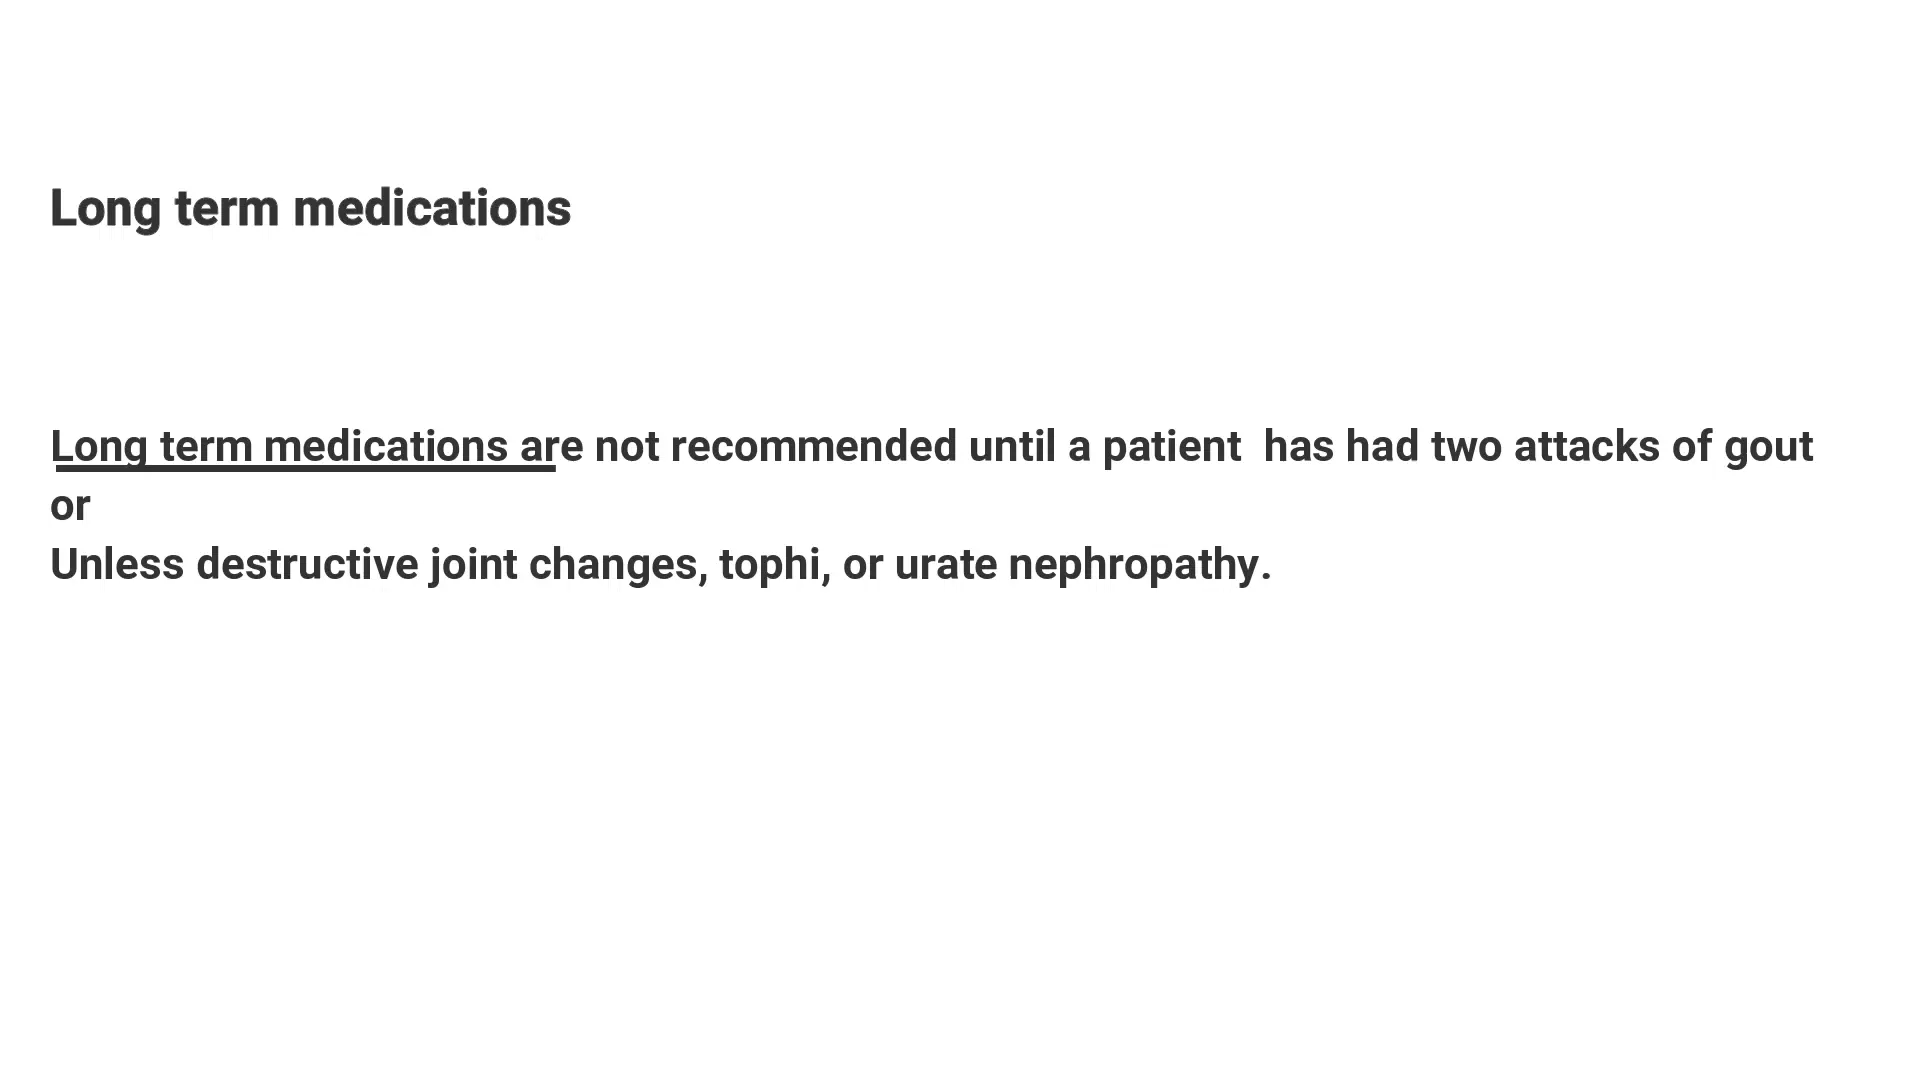 Long term medications
Long term medications are not recommended until a patient  has had two attacks of gout
or
Unless destructive joint changes, tophi, or urate nephropathy.